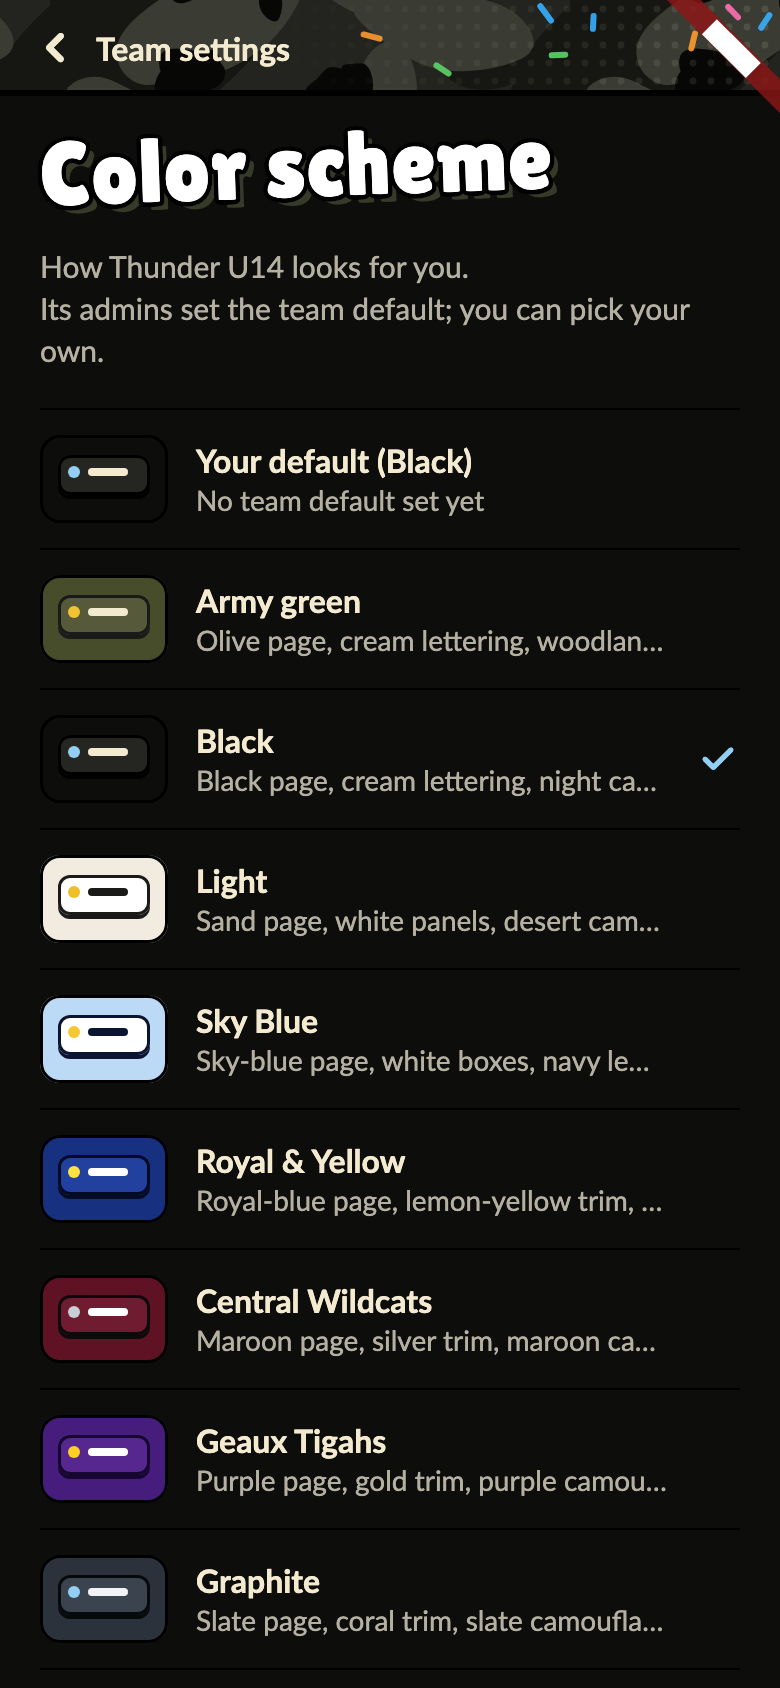 Team settings
Color scheme
How Thunder U14 looks for you.
Its admins set the team default; you can pick your
own.
Your default (Black)
No team default set yet
Army green
Olive page, cream lettering, woodlan...
Black
Black page, cream lettering, night ca...
Light
Sand page, white panels, desert cam...
Sky Blue
Sky-blue page, white boxes, navy le...
Royal & Yellow
Royal-blue page, lemon-yellow trim, ...
Central Wildcats
Maroon page, silver trim, maroon ca...
Geaux Tigahs
Purple page, gold trim, purple camou...
Graphite
Slate page, coral trim, slate camoufla...